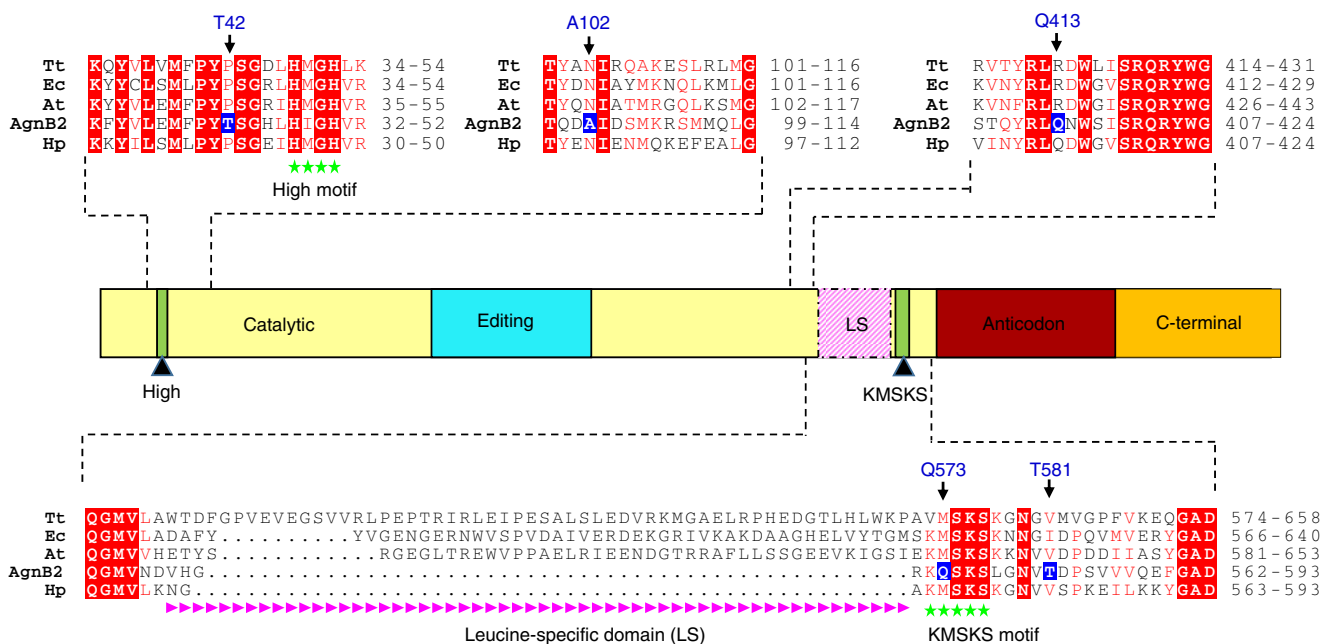 T42 A102 Q413
Tt KQYVLVMFPYPSGDLHMGHLK 34-54 Tt TYANIRQAKESLRLMG 101-116 Tt RVTYRLRDWLISRQRYWG 414-431
Ec KYYCLSMLPYPSGRLHMGHVR 34-54 Ec TYDNIAYMKNQLKMLG 101-116 Ec KVNYRLRDWGVSRQRYWG 412-429
At KYYVLEMFPYPSGRIHMGHVR 35-55 At TYQNIATMRGQLKSMG 102-117 At KVNFRLRDWGISRQRYWG 426-443
AgnB2 KFYVLEMFPYTSGHLHIGHVR 32-52 AgnB2 TQDAIDSMKRSMMQLG 99-114 AgnB2 STQYRLQNWSISRQRYWG 407-424
Hp KKYILSMLPYPSGEIHMGHVR 30-50 Hp TYENIENMQKEFEALG 97-112 Hp VINYRLQDWGVSRQRYWG 407-424
High motif
Catalytic Editing LS Anticodon C-terminal
High KMSKS
Q573 T581
Tt QGMVLAWTDFGPVEVEGSVVRLPEPTRIRLEIPESALSLEDVRKMGAELRPHEDGTLHLWKPAVMSKSKGNGVMVGPFVKEQGAD 574-658
Ec QGMVLADAFY..........YVGENGERNWVSPVDAIVERDEKGRIVKAKDAAGHELVYTGMSKMSKSKNNGIDPQVMVERYGAD 566-640
At QGMVVHETYS............RGEGLTREWVPPAELRIEENDGTRRAFLLSSGEEVKIGSIEKMSKSKKNVVDPDDIIASYGAD 581-653
AgnB2 QGMVNDVHG.....................................................RKQSKSLGNVTDPSVVVQEFGAD 562-593
Hp QGMVLKNG......................................................AKMSKSKGNVVSPKEILKKYGAD 563-593
Leucine-specific domain (LS) KMSKS motif